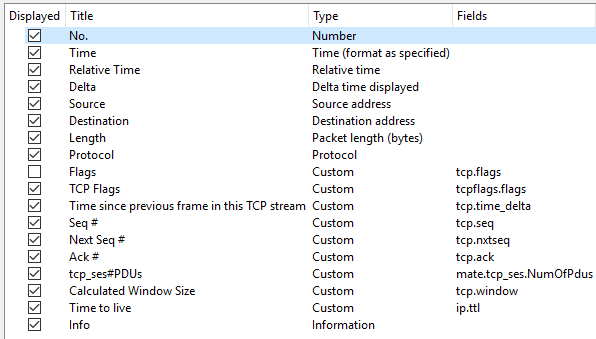 Displayed Title Type Fields
No. Number
Time Time (format as specified)
Relative Time Relative time
Delta Delta time displayed
Source Source address
Destination Destination address
Length Packet length (bytes)
Protocol Protocol
Flags Custom tcp.flags
TCP Flags Custom tcpflags.flags
Time since previous frame in this TCP stream Custom tcp.time_delta
Seq # Custom tcp.seq
Next Seq # Custom tcp.nxtseq
Ack # Custom tcp.ack
tcp_ses#PDUs Custom mate.tcp_ses.NumOfPdus
Calculated Window Size Custom tcp.window
Time to live Custom ip.ttl
Info Information